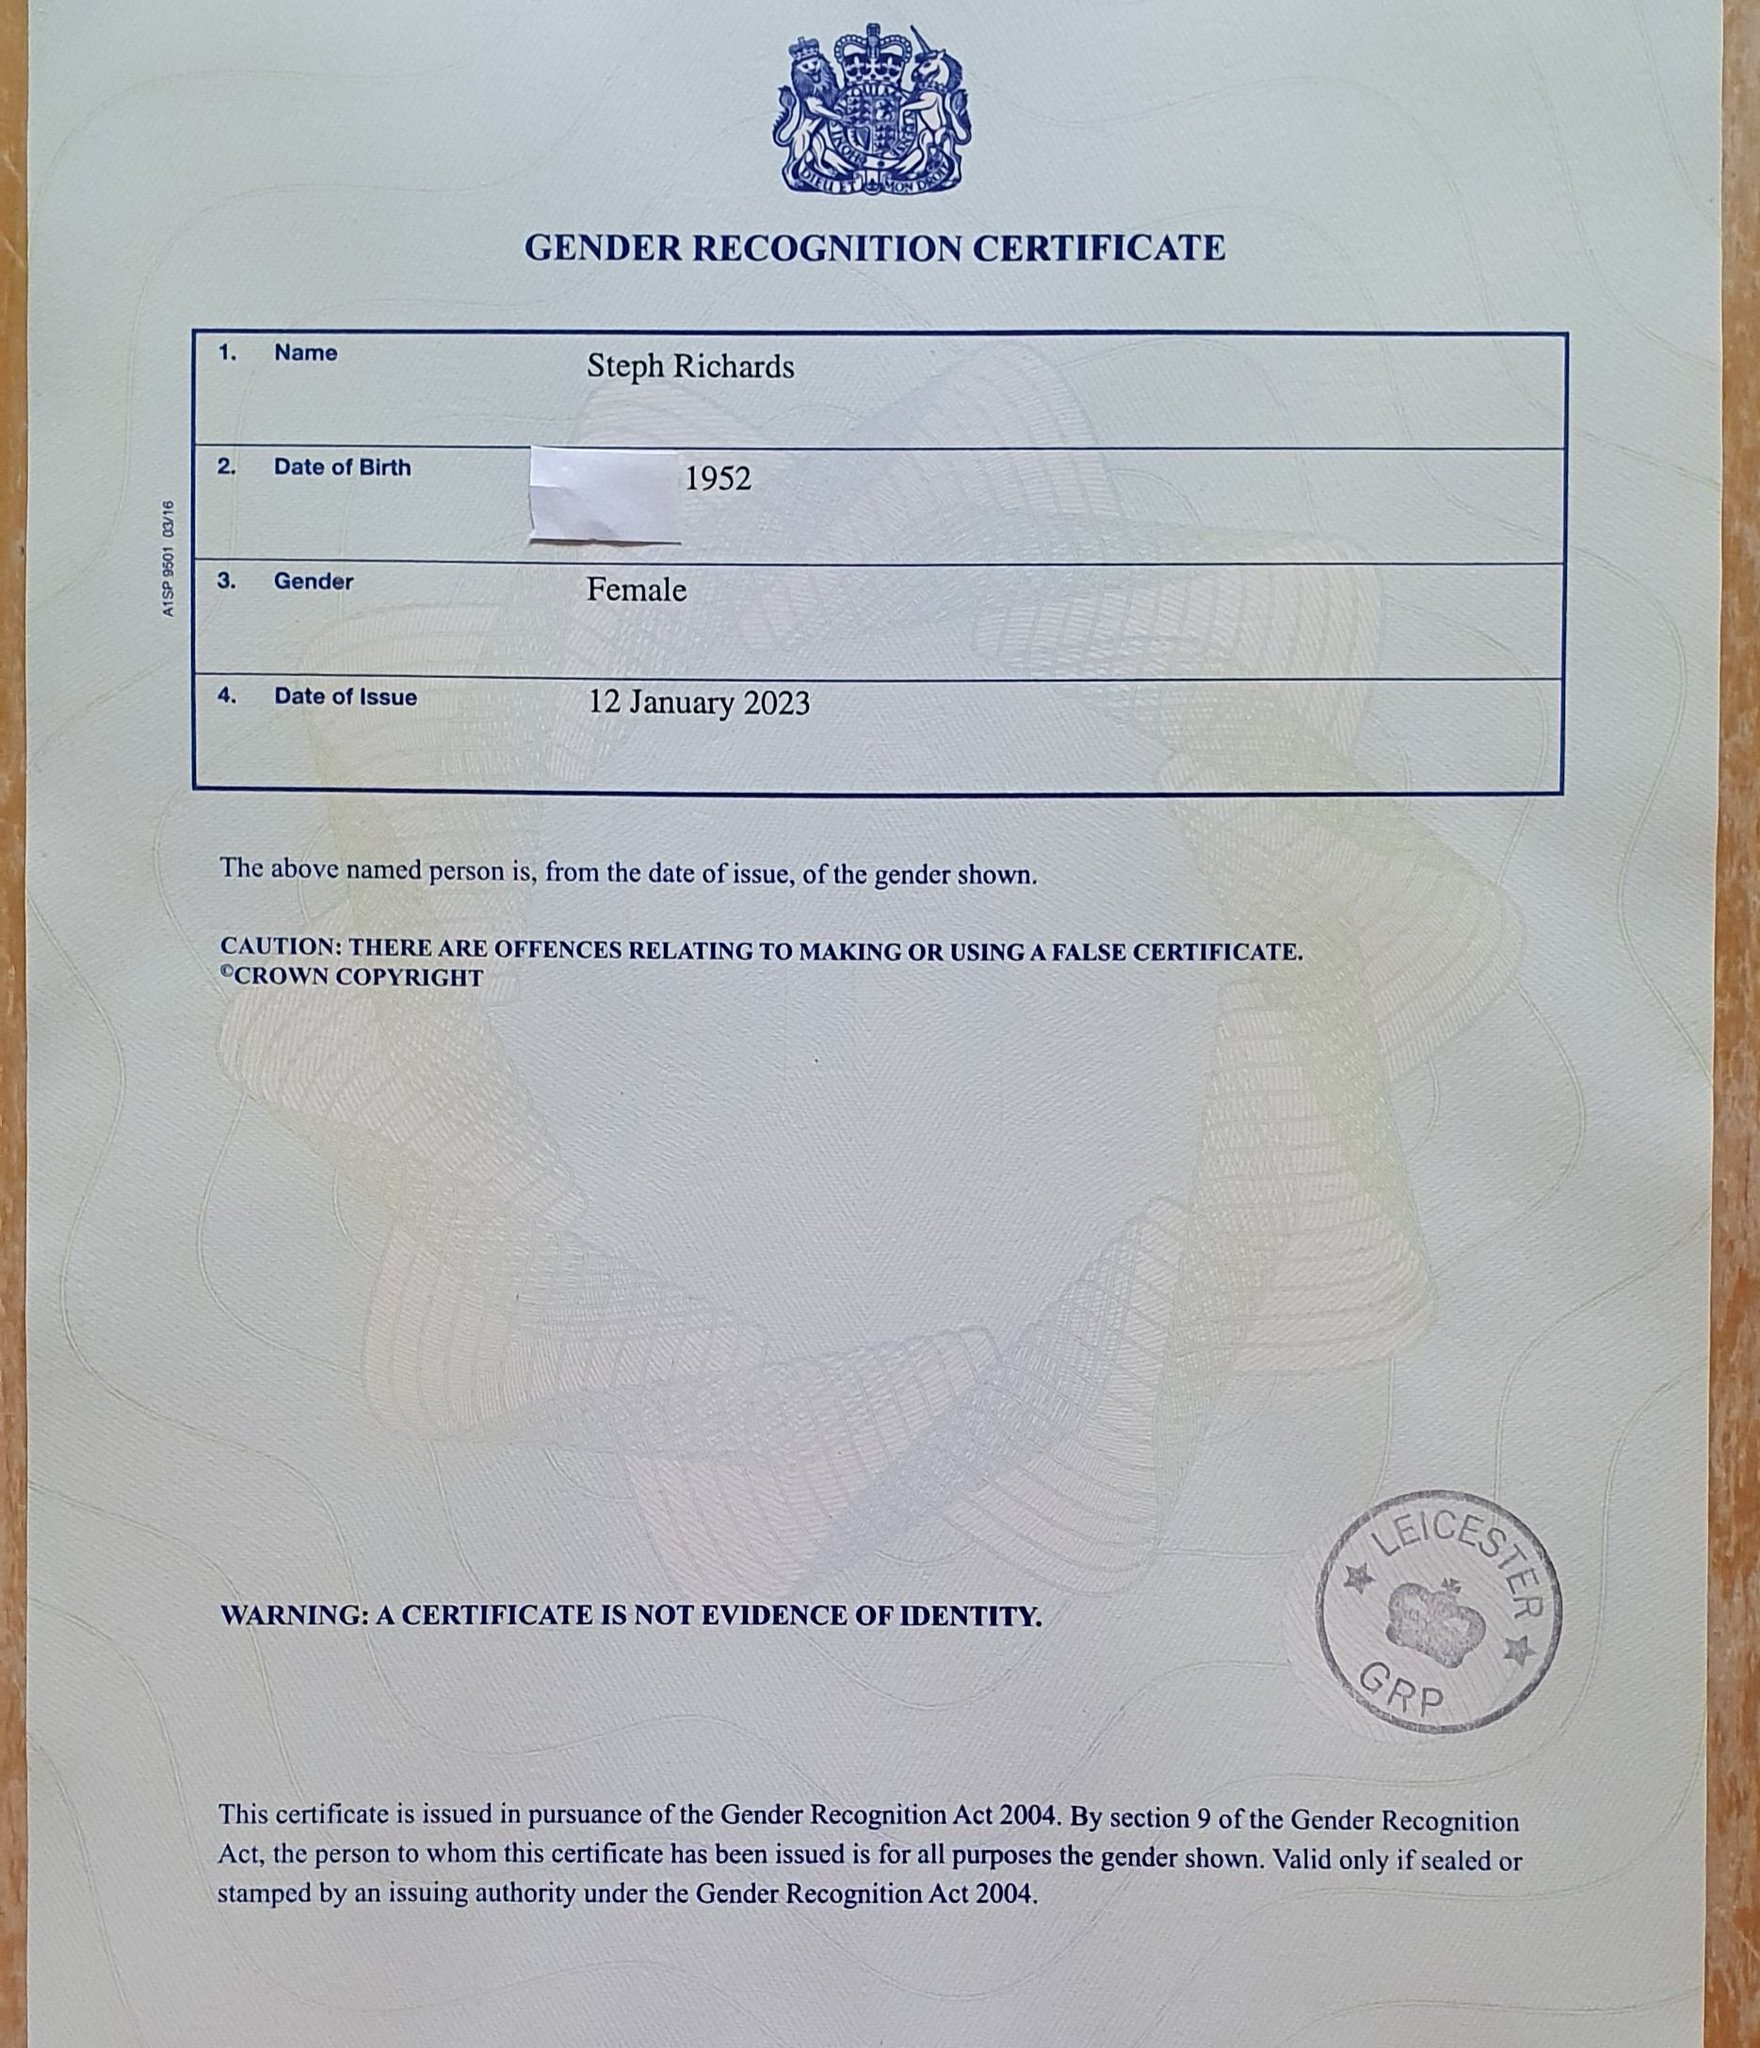 DIEU ET MON DROIT
GENDER RECOGNITION CERTIFICATE
1. Name Steph Richards
2. Date of Birth 1952
3. Gender Female
4. Date of Issue 12 January 2023
A1SP 9501 03/16
The above named person is, from the date of issue, of the gender shown.
CAUTION: THERE ARE OFFENCES RELATING TO MAKING OR USING A FALSE CERTIFICATE.
©CROWN COPYRIGHT
WARNING: A CERTIFICATE IS NOT EVIDENCE OF IDENTITY.
LEICESTER
GRP
This certificate is issued in pursuance of the Gender Recognition Act 2004. By section 9 of the Gender Recognition
Act, the person to whom this certificate has been issued is for all purposes the gender shown. Valid only if sealed or
stamped by an issuing authority under the Gender Recognition Act 2004.